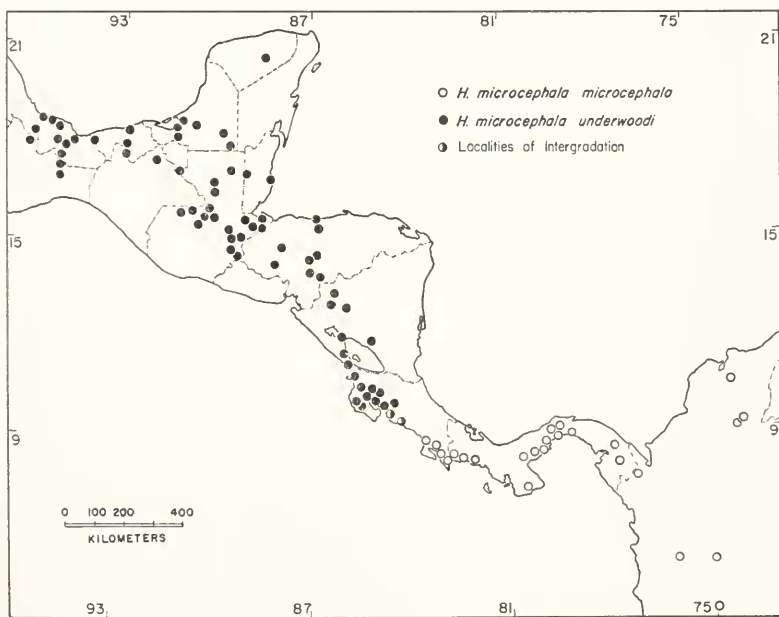 93 87 81 75
21 21
○ H. microcephala microcephala
● H. microcephala underwoodi
◑ Localities of Intergradation
15 15
9 9
0 100 200 400
KILOMETERS
93 87 81 75